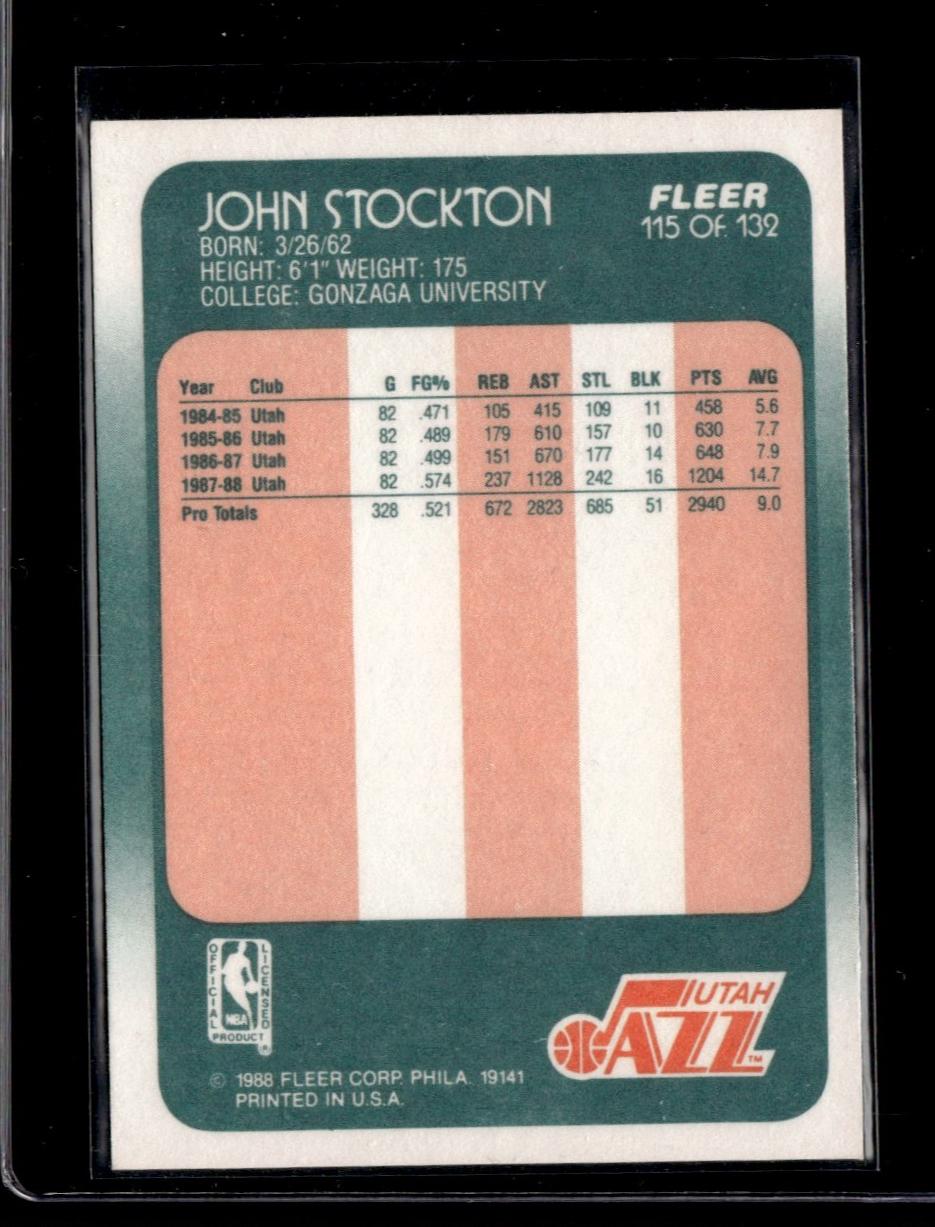 JOHN STOCKTON
FLEER
115 OF 132
BORN: 3/26/62
HEIGHT: 6'1" WEIGHT: 175
COLLEGE: GONZAGA UNIVERSITY
Year Club G FG% REB AST STL BLK PTS AVG
1984-85 Utah 82 .471 105 415 109 11 458 5.6
1985-86 Utah 82 .489 179 610 157 10 630 7.7
1986-87 Utah 82 .499 151 670 177 14 648 7.9
1987-88 Utah 82 .574 237 1128 242 16 1204 14.7
Pro Totals 328 .521 672 2823 685 51 2940 9.0
OFFICIAL
LICENSED
NBA
PRODUCT
®
UTAH
JAZZ
™
© 1988 FLEER CORP. PHILA. 19141
PRINTED IN U.S.A.